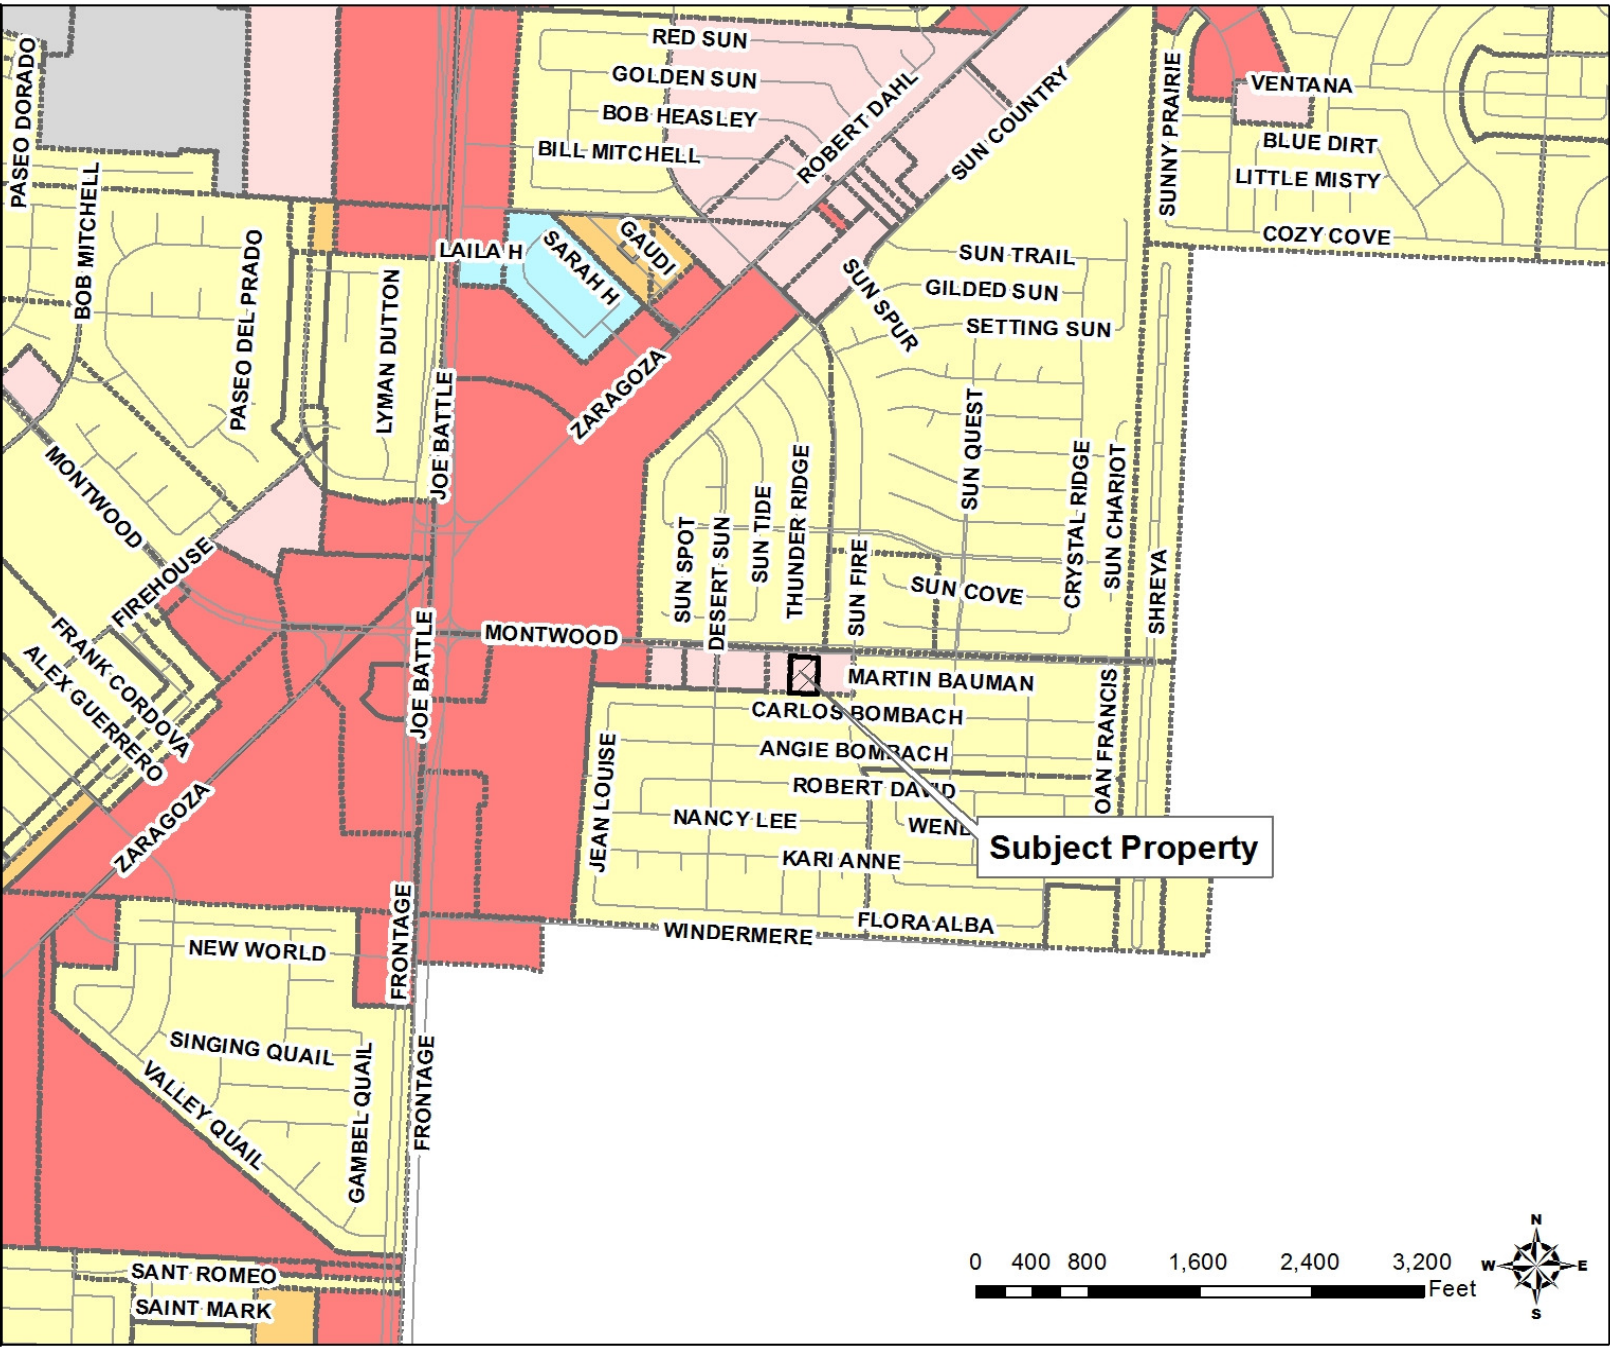 PASEO DORADO
BOB MITCHELL
PASEO DEL PRADO
LYMAN DUTTON
RED SUN
GOLDEN SUN
BOB HEASLEY
BILL MITCHELL
ROBERT DAHL
SUN COUNTRY
SUNNY PRAIRIE
VENTANA
BLUE DIRT
LITTLE MISTY
COZY COVE
LAILA H
SARAH H
GAUDI
SUN TRAIL
GILDED SUN
SETTING SUN
SUN SPUR
ZARAGOZA
JOE BATTLE
MONTWOOD
FIREHOUSE
FRANK CORDOVA
ALEX GUERRERO
SUN SPOT
DESERT SUN
SUN TIDE
THUNDER RIDGE
SUN FIRE
SUN QUEST
CRYSTAL RIDGE
SUN CHARIOT
SHREYA
SUN COVE
MONTWOOD
JOE BATTLE
MARTIN BAUMAN
CARLOS BOMBACH
ANGIE BOMBACH
ROBERT DAVID
OAN FRANCIS
JEAN LOUISE
NANCY LEE
WEND
KARI ANNE
Subject Property
ZARAGOZA
FRONTAGE
FLORA ALBA
WINDERMERE
NEW WORLD
SINGING QUAIL
VALLEY QUAIL
GAMBEL QUAIL
FRONTAGE
SANT ROMEO
SAINT MARK
0 400 800 1,600 2,400 3,200
Feet
N
W E
S